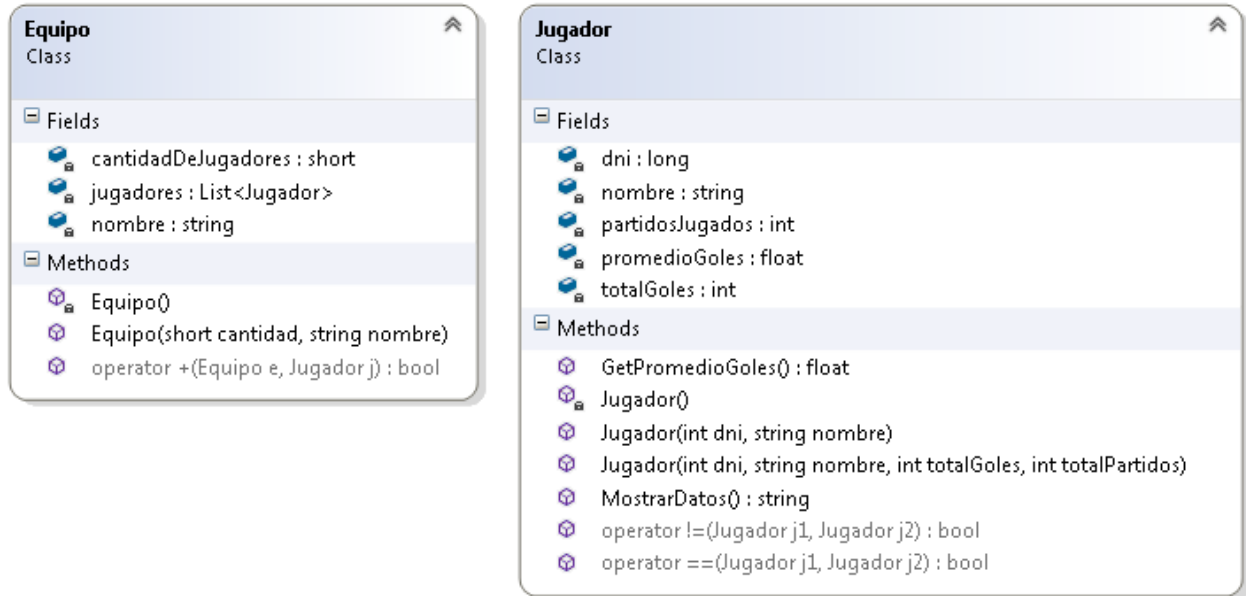 Equipo
Class
Fields
cantidadDeJugadores : short
jugadores : List<Jugador>
nombre : string
Methods
Equipo()
Equipo(short cantidad, string nombre)
operator +(Equipo e, Jugador j) : bool
Jugador
Class
Fields
dni : long
nombre : string
partidosJugados : int
promedioGoles : float
totalGoles : int
Methods
GetPromedioGoles() : float
Jugador()
Jugador(int dni, string nombre)
Jugador(int dni, string nombre, int totalGoles, int totalPartidos)
MostrarDatos() : string
operator !=(Jugador j1, Jugador j2) : bool
operator ==(Jugador j1, Jugador j2) : bool